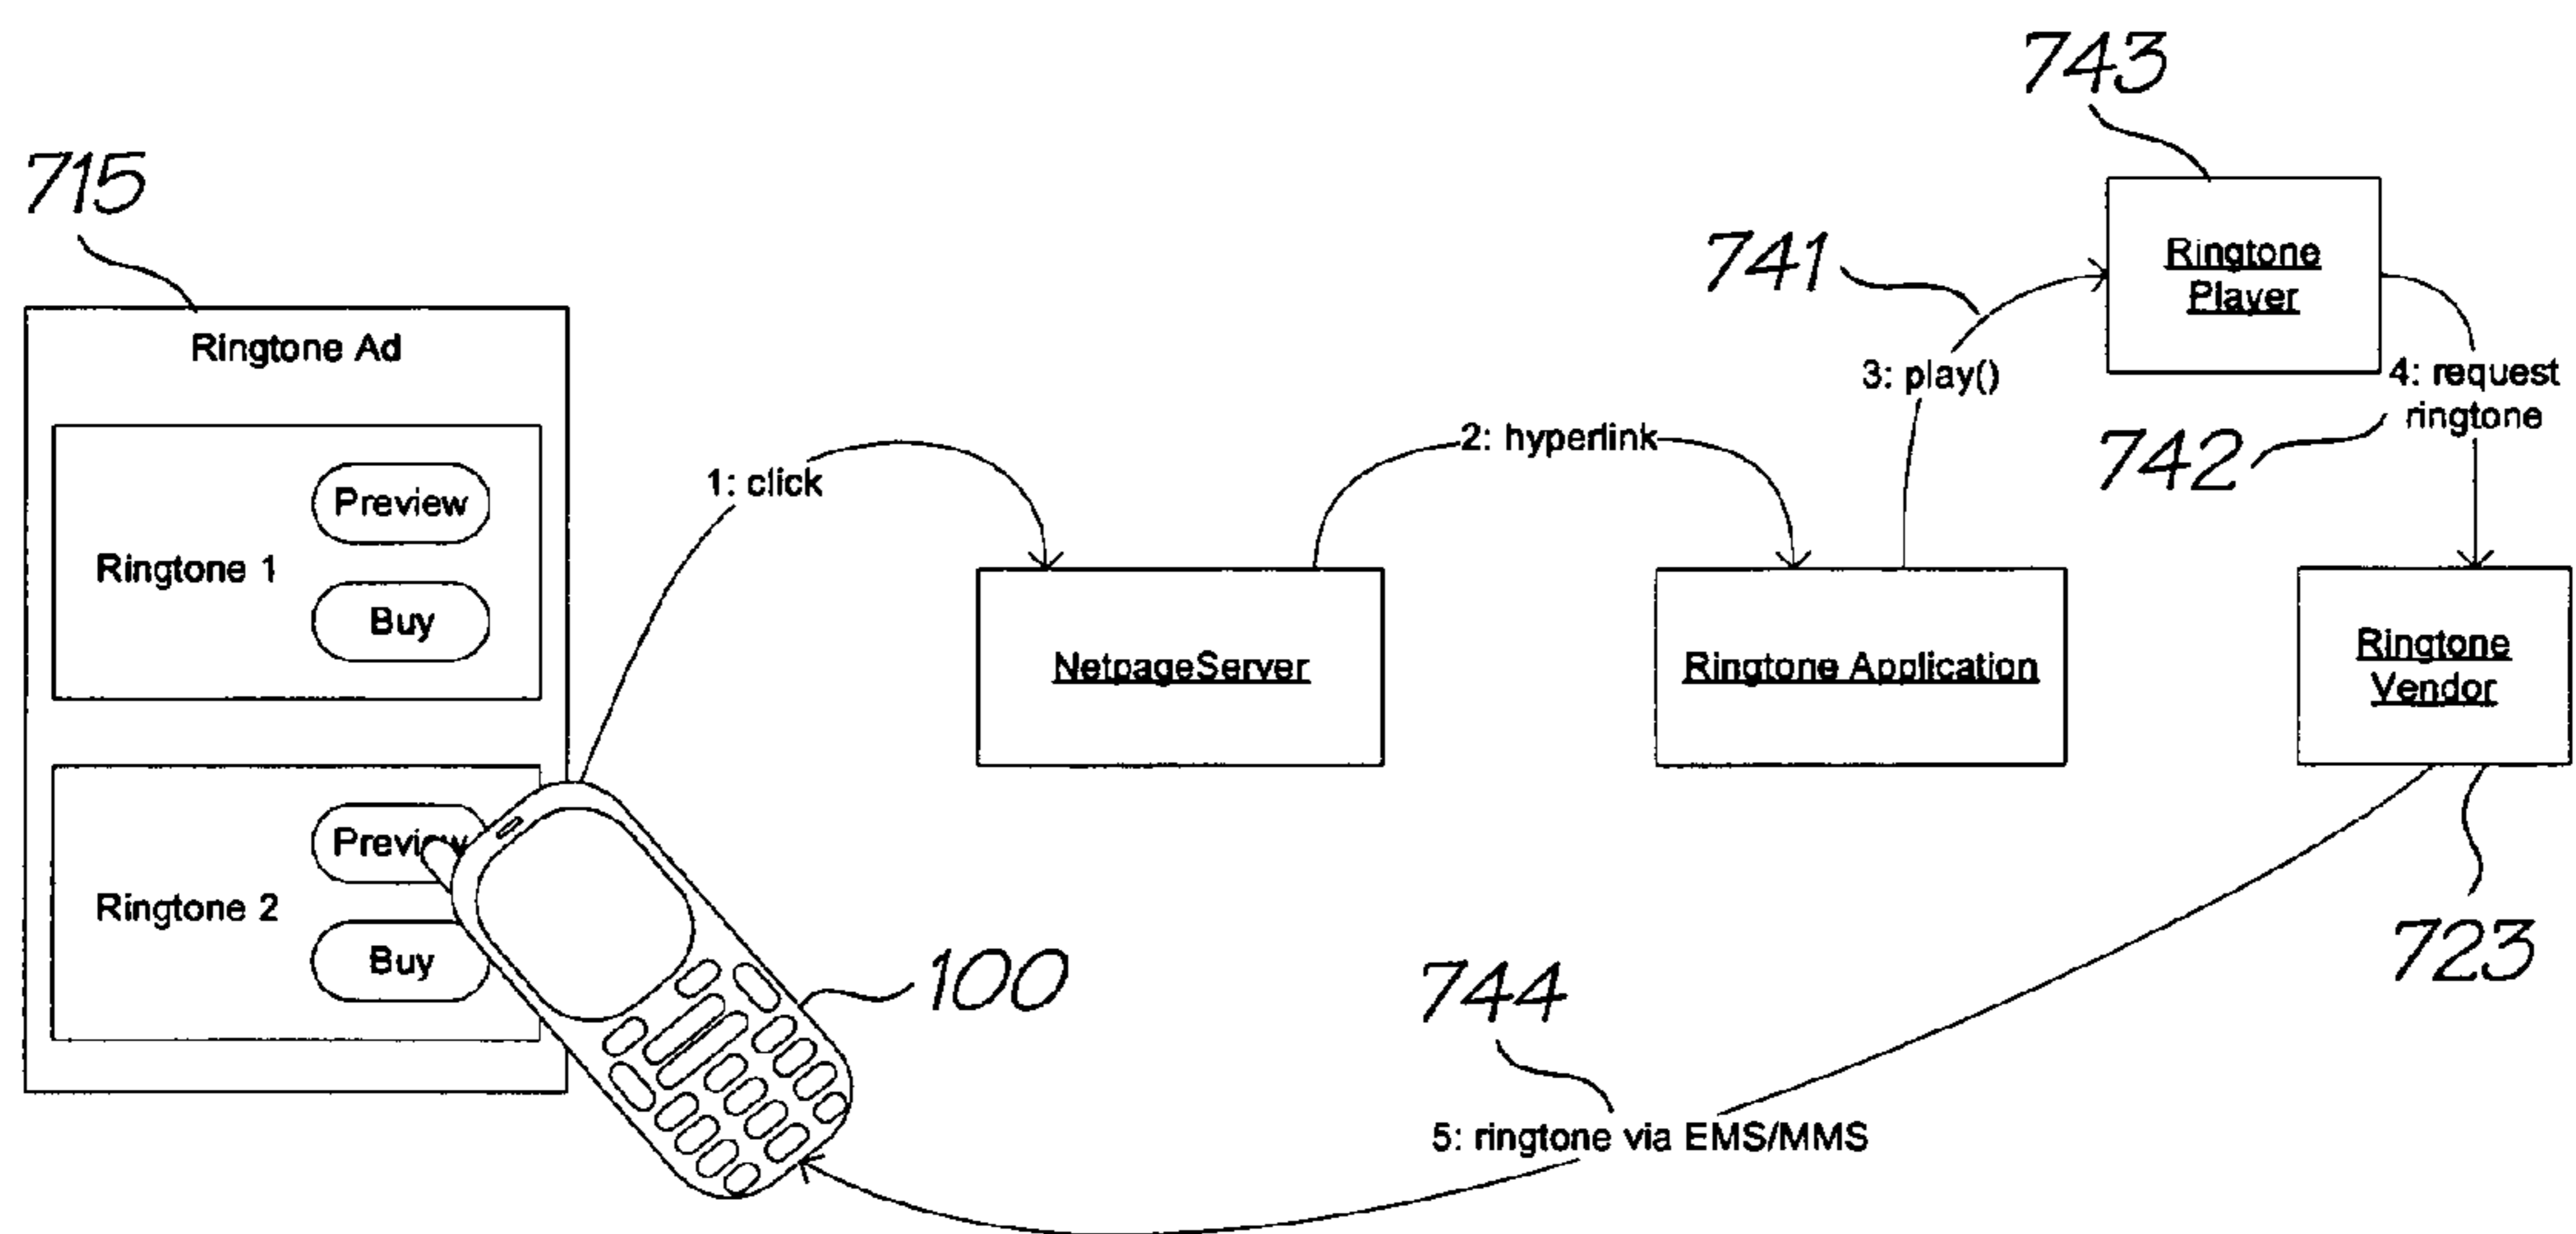 743
715
741
Ringtone
Player
Ringtone Ad
3: play()
4: request
ringtone
742
2: hyperlink
1: click
Preview
Ringtone 1
Buy
NetpageServer
Ringtone Application
Ringtone
Vendor
Preview
Ringtone 2
Buy
100
723
744
5: ringtone via EMS/MMS